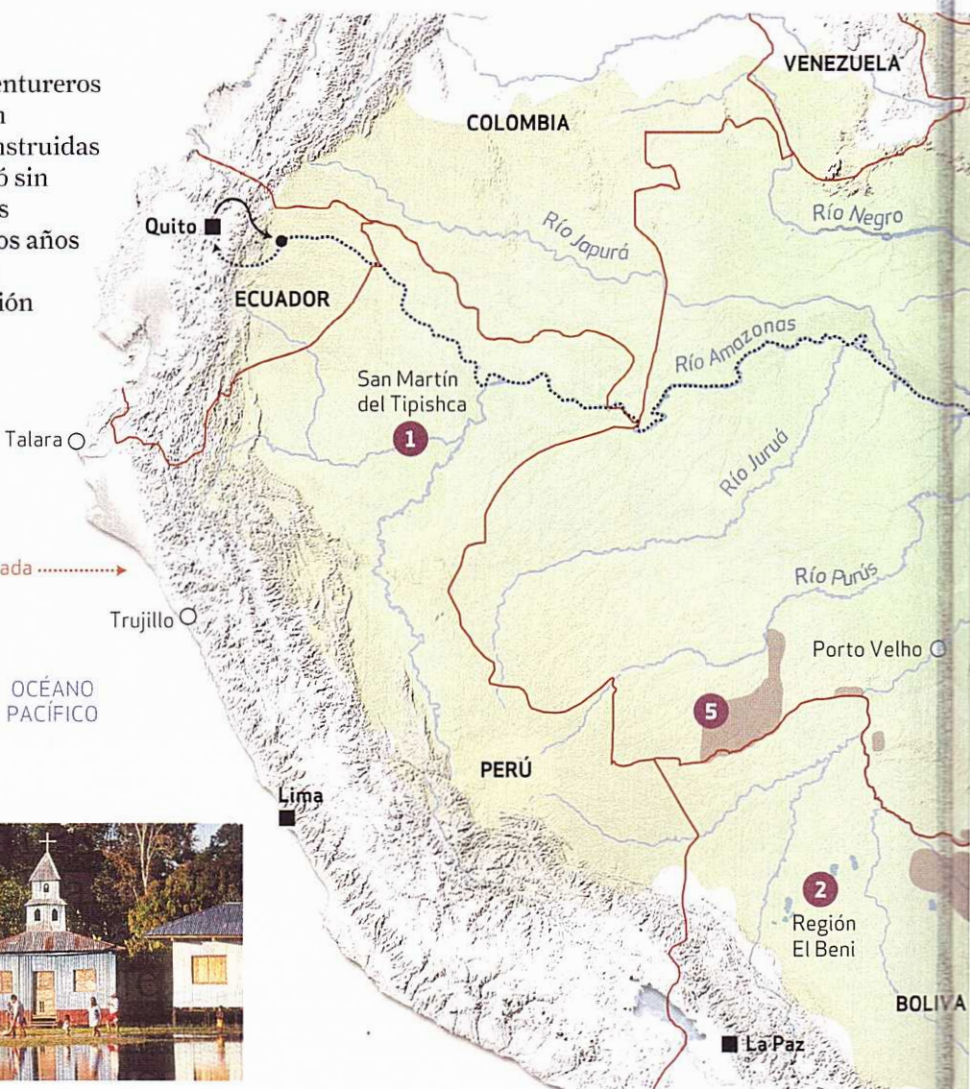 entureros
n
nstruidas
ó sin
s
os años
ión
VENEZUELA
COLOMBIA
Río Negro
Río Japurá
Quito
ECUADOR
Río Amazonas
San Martín
del Tipishca
1
Talara
Río Juruá
ada
Río Purús
Trujillo
Porto Velho
OCÉANO
PACÍFICO
5
PERÚ
Lima
2
Región
El Beni
BOLIVA
La Paz